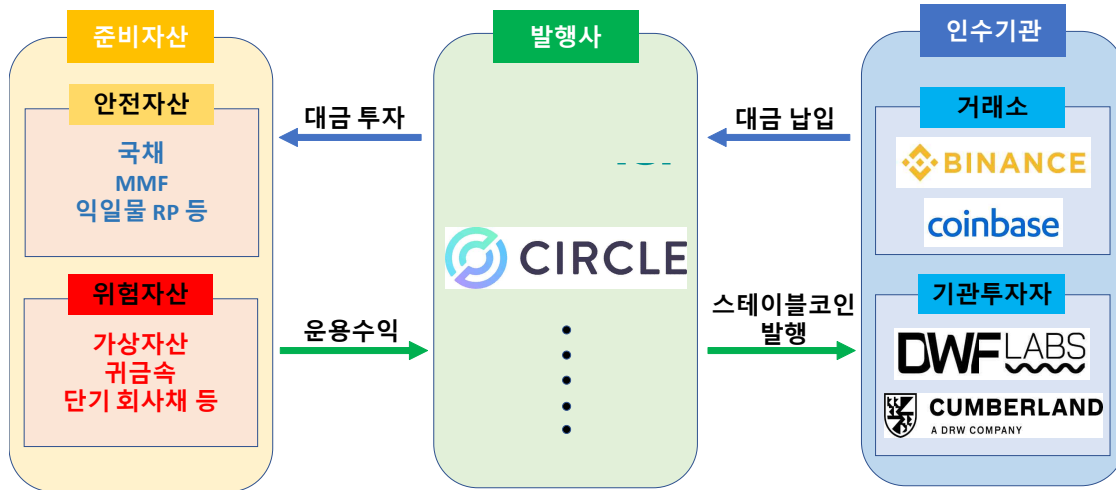 준비자산
안전자산
국채
MMF
익일물 RP 등
위험자산
가상자산
귀금속
단기 회사채 등
대금 투자
운용수익
발행사
CIRCLE
대금 납입
스테이블코인
발행
인수기관
거래소
BINANCE
coinbase
기관투자자
DWF LABS
CUMBERLAND
A DRW COMPANY